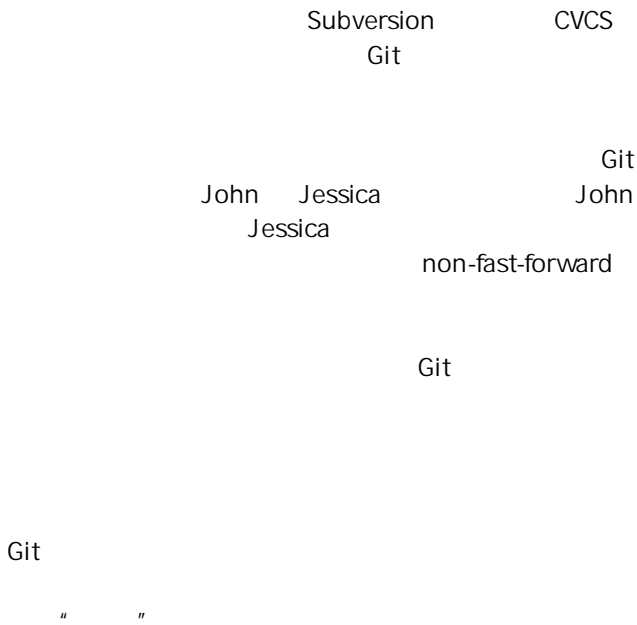 Subversion CVCS
Git
Git
John Jessica John
Jessica
non-fast-forward
Git
Git
“ ”